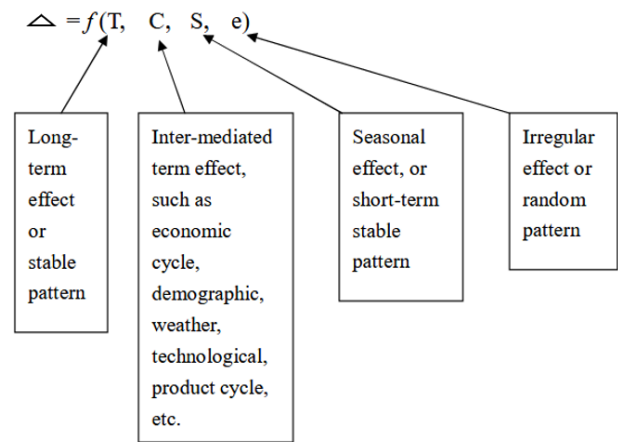 △ = f(T, C, S, e)
Long-
term
effect
or
stable
pattern
Inter-mediated
term effect,
such as
economic
cycle,
demographic,
weather,
technological,
product cycle,
etc.
Seasonal
effect, or
short-term
stable
pattern
Irregular
effect or
random
pattern